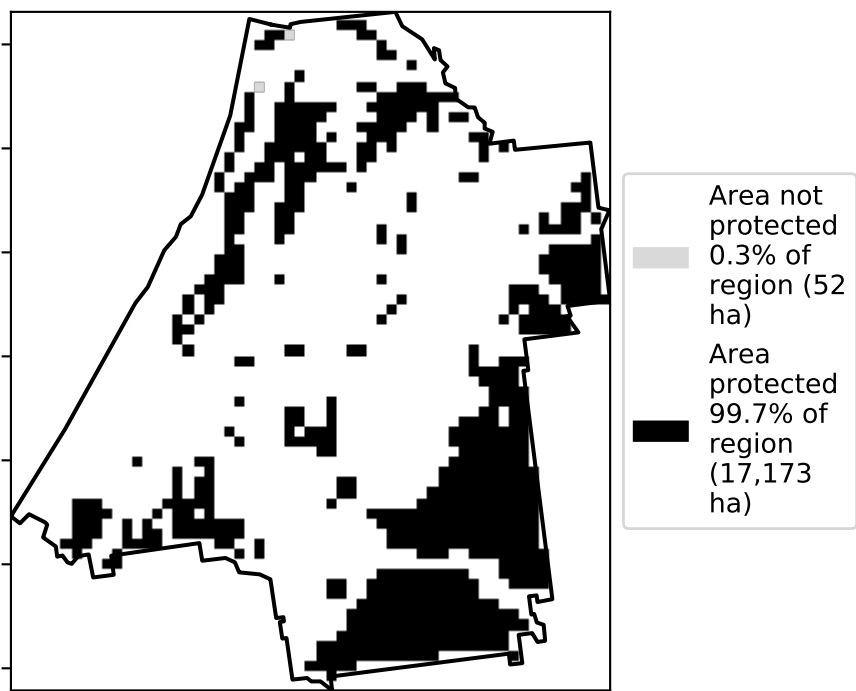 Area not
protected
0.3% of
region (52
ha)
Area
protected
99.7% of
region
(17,173
ha)